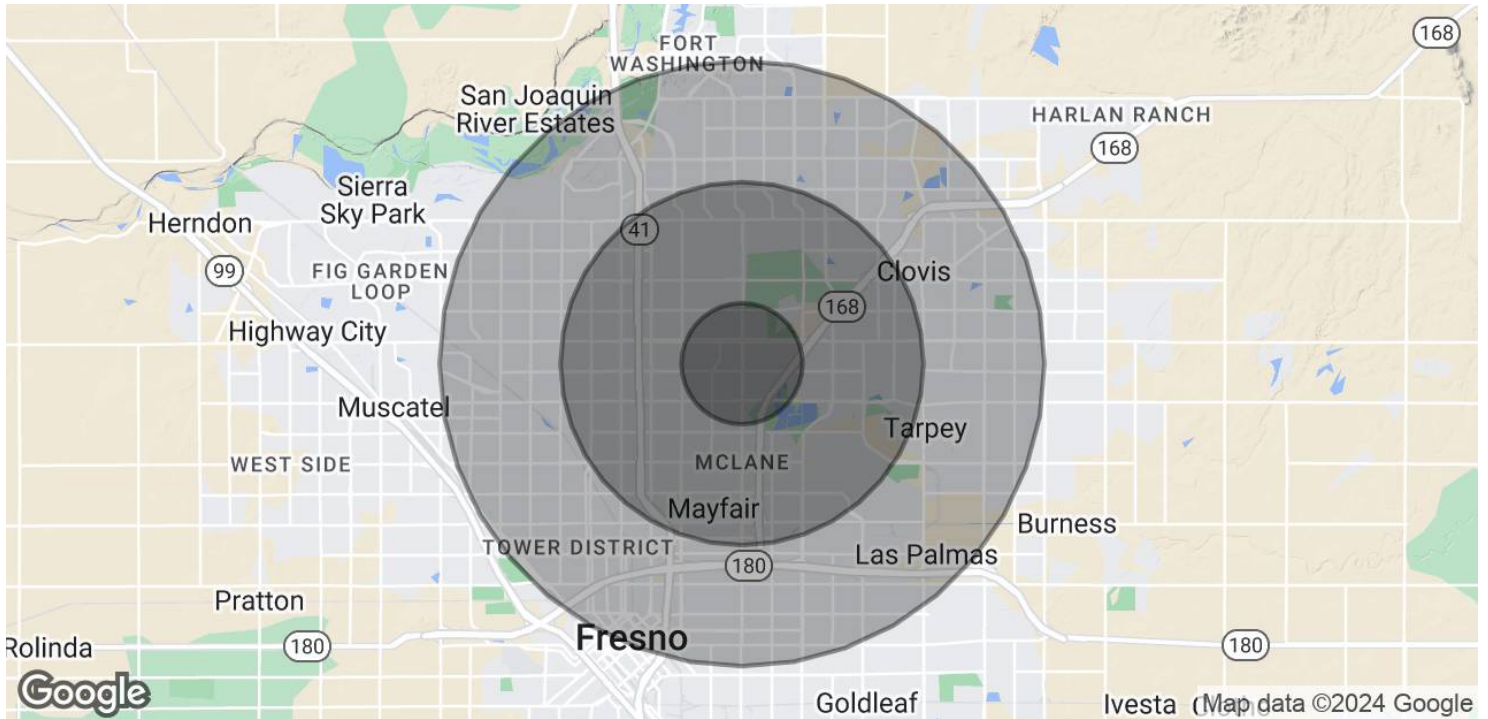 168
FORT
WASHINGTON
San Joaquin
River Estates
HARLAN RANCH
168
Sierra
Sky Park
Herndon
41
99
FIG GARDEN
LOOP
Clovis
168
Highway City
Muscatel
Tarpey
WEST SIDE
MCLANE
Mayfair
Burness
TOWER DISTRICT
Las Palmas
180
Pratton
Fresno
Rolinda
180
180
Google
Goldleaf
Ivesta
Map data ©2024 Google